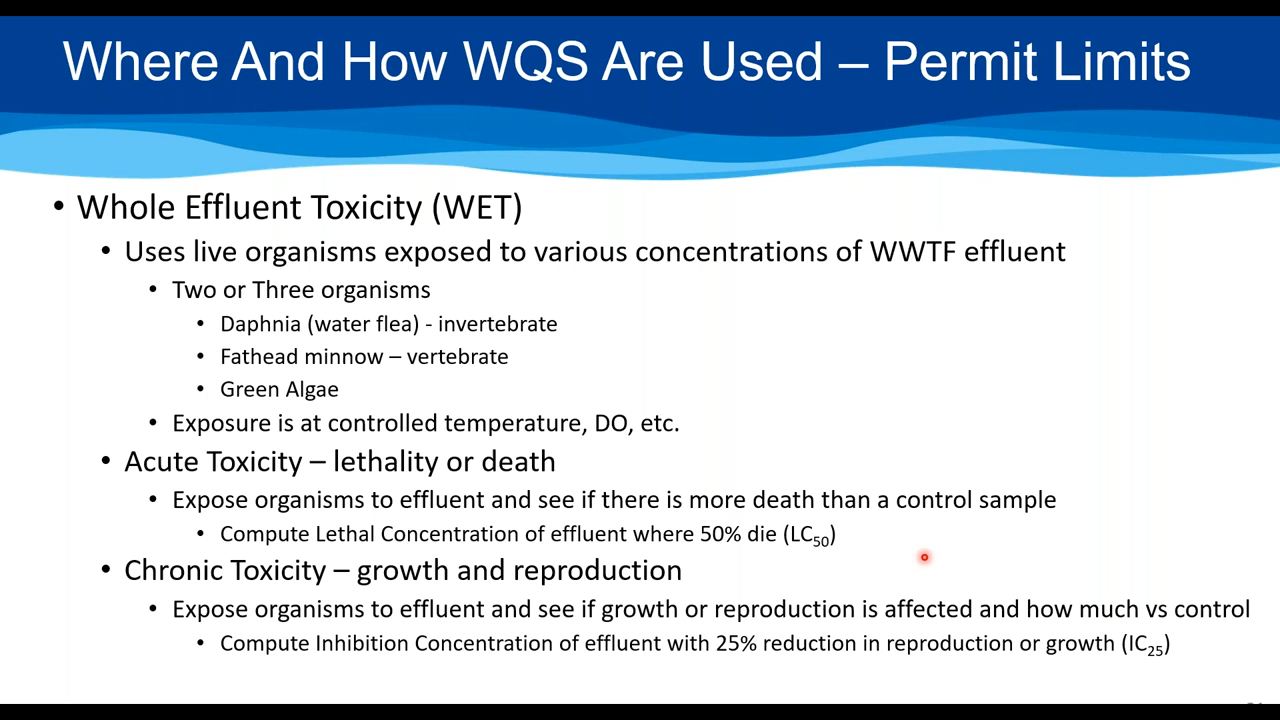 Where And How WQS Are Used – Permit Limits
• Whole Effluent Toxicity (WET)
• Uses live organisms exposed to various concentrations of WWTF effluent
• Two or Three organisms
• Daphnia (water flea) - invertebrate
• Fathead minnow – vertebrate
• Green Algae
• Exposure is at controlled temperature, DO, etc.
• Acute Toxicity – lethality or death
• Expose organisms to effluent and see if there is more death than a control sample
• Compute Lethal Concentration of effluent where 50% die (LC50)
• Chronic Toxicity – growth and reproduction
• Expose organisms to effluent and see if growth or reproduction is affected and how much vs control
• Compute Inhibition Concentration of effluent with 25% reduction in reproduction or growth (IC25)